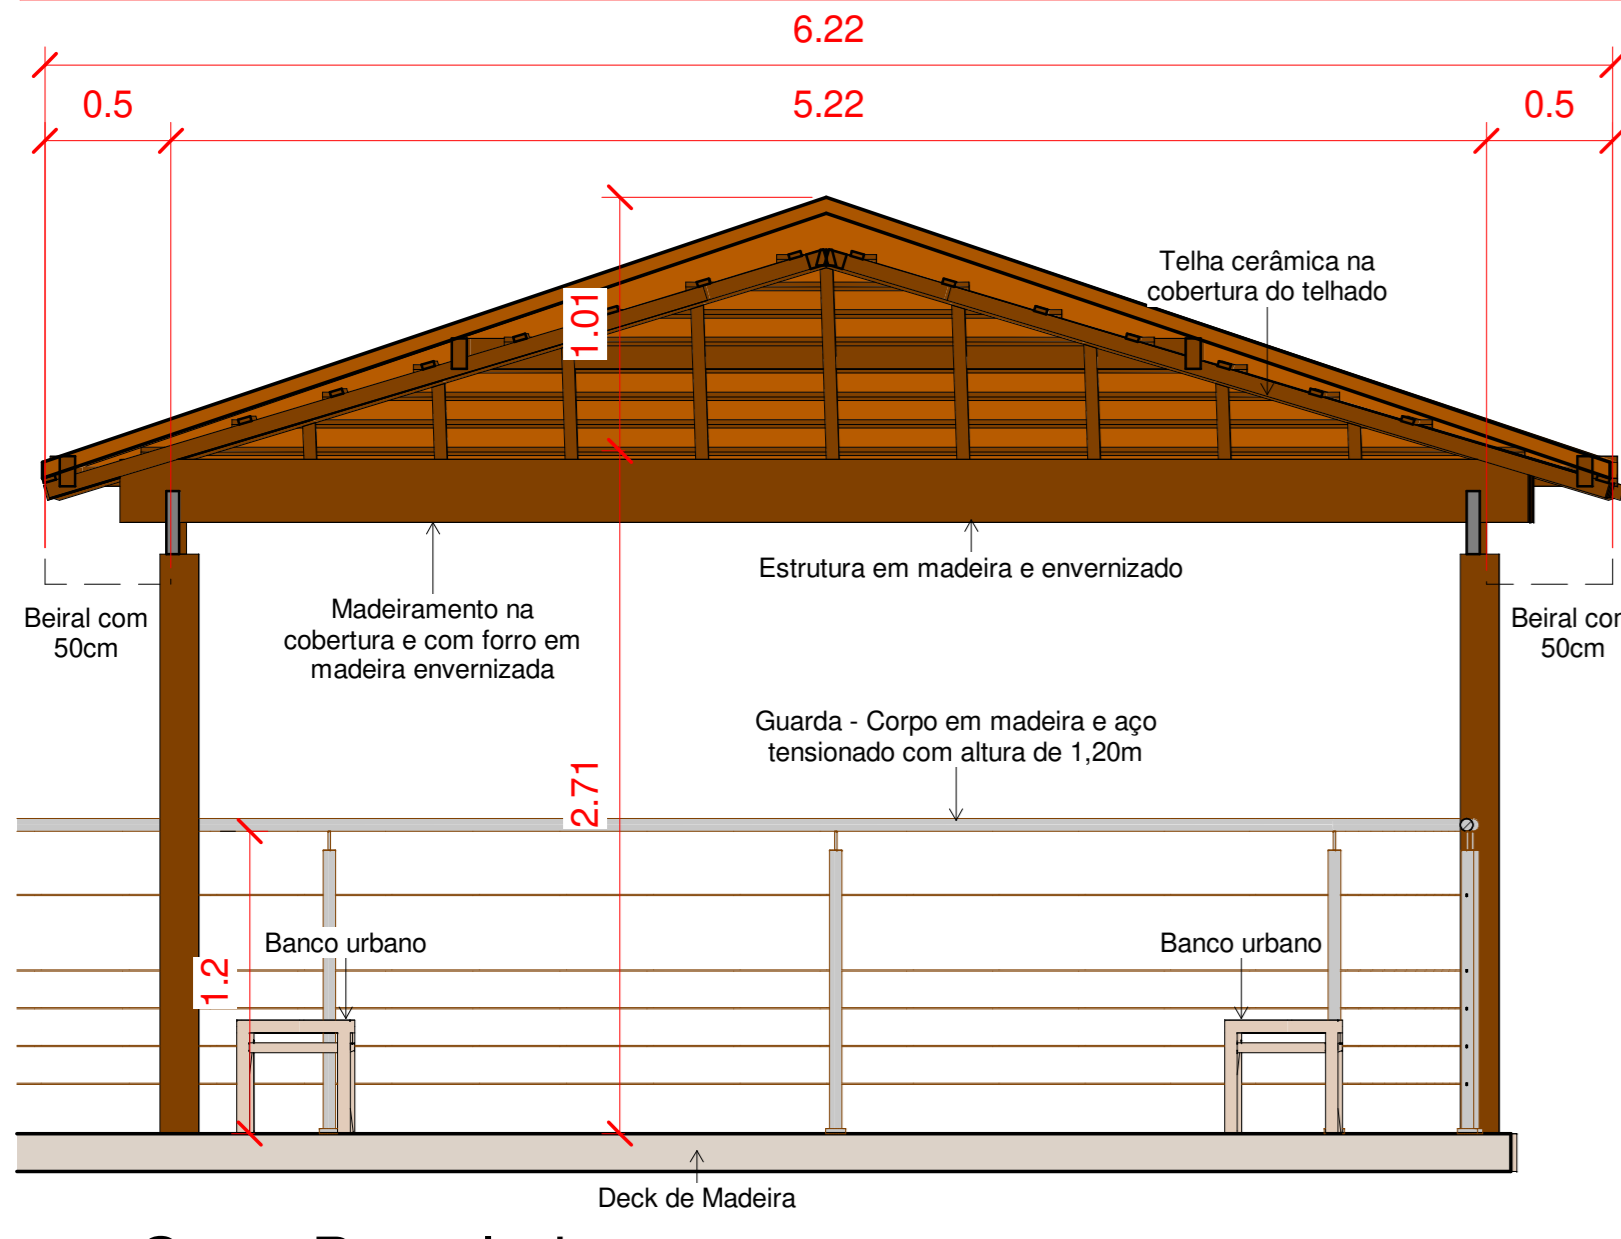 6.22
0.5
5.22
0.5
Telha cerâmica na
cobertura do telhado
1.01
Estrutura em madeira e envernizado
Madeiramento na
cobertura e com forro em
madeira envernizada
Beiral com
50cm
Beiral cor
50cm
Guarda - Corpo em madeira e aço
tensionado com altura de 1,20m
2.71
1.2
Banco urbano
Banco urbano
Deck de Madeira